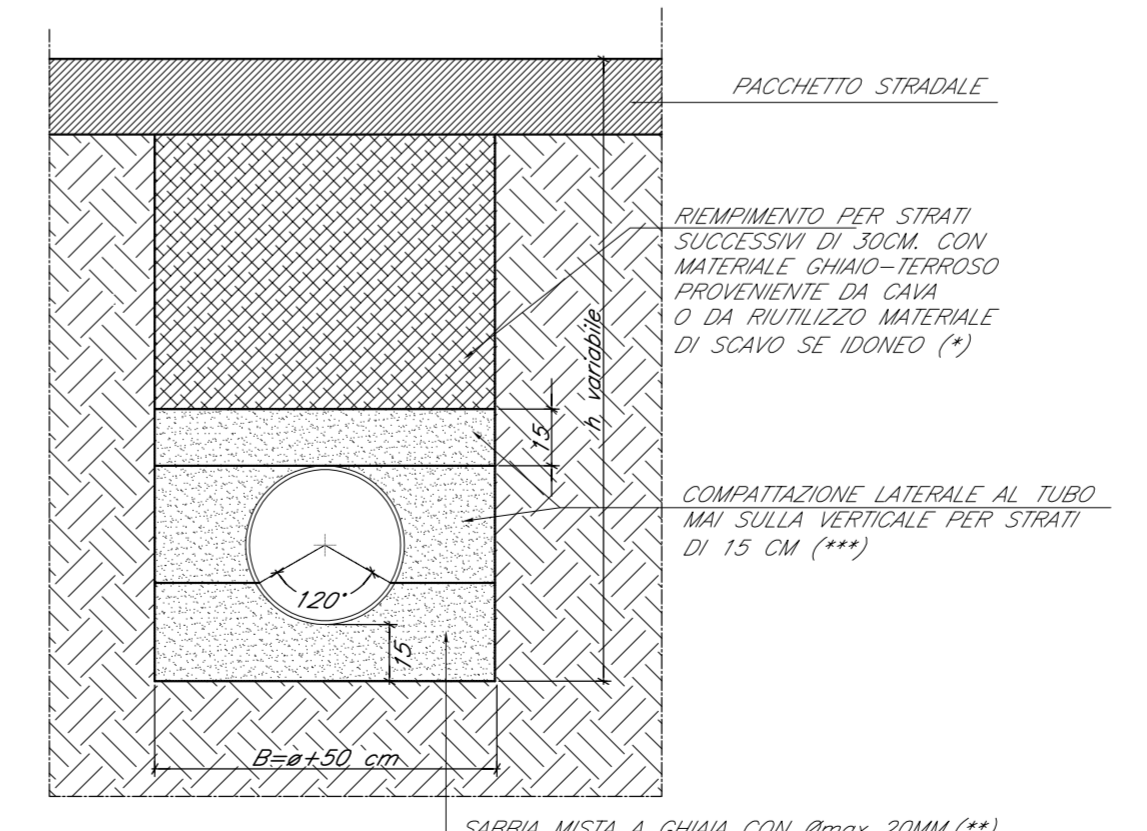 PACCHETTO STRADALE
RIEMPIMENTO PER STRATI
SUCCESSIVI DI 30CM. CON
MATERIALE GHIAIO-TERROSO
PROVENIENTE DA CAVA
O DA RIUTILIZZO MATERIALE
DI SCAVO SE IDONEO (*)
h variabile
15
COMPATTAZIONE LATERALE AL TUBO
MAI SULLA VERTICALE PER STRATI
DI 15 CM (***)
120°
15
B=ø+50 cm
SABBIA MISTA A GHIAIA CON Ømax 20MM.(**)